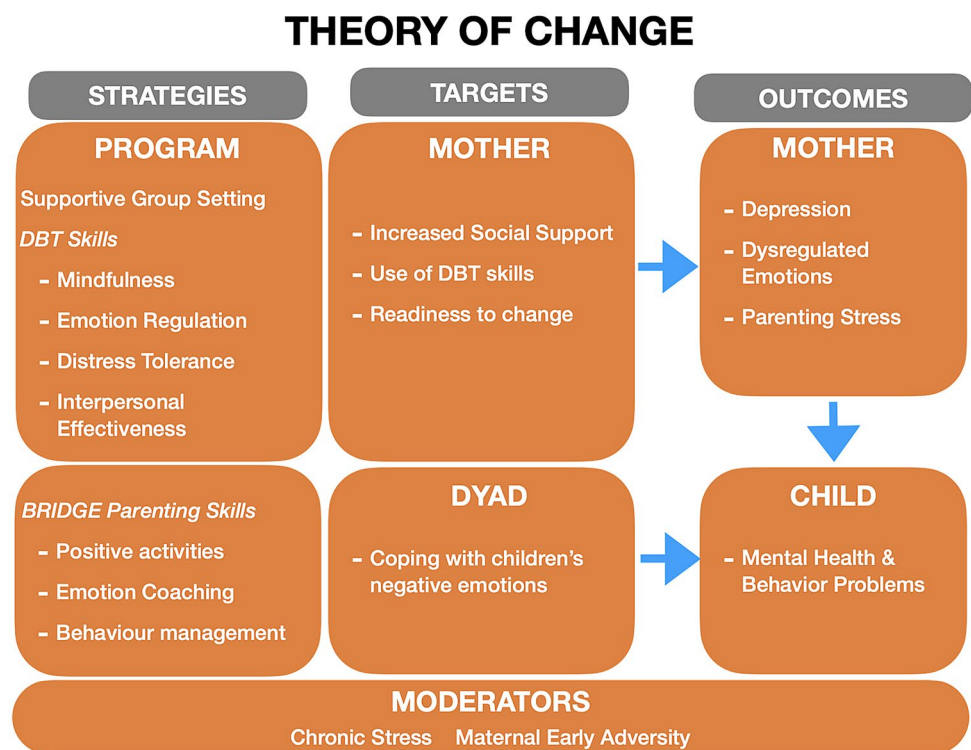 THEORY OF CHANGE
STRATEGIES
PROGRAM
Supportive Group Setting
DBT Skills
- Mindfulness
- Emotion Regulation
- Distress Tolerance
- Interpersonal
Effectiveness
BRIDGE Parenting Skills
- Positive activities
- Emotion Coaching
- Behaviour management
TARGETS
MOTHER
- Increased Social Support
- Use of DBT skills
- Readiness to change
DYAD
- Coping with children's
negative emotions
OUTCOMES
MOTHER
- Depression
- Dysregulated
Emotions
- Parenting Stress
CHILD
- Mental Health &
Behavior Problems
MODERATORS
Chronic Stress Maternal Early Adversity